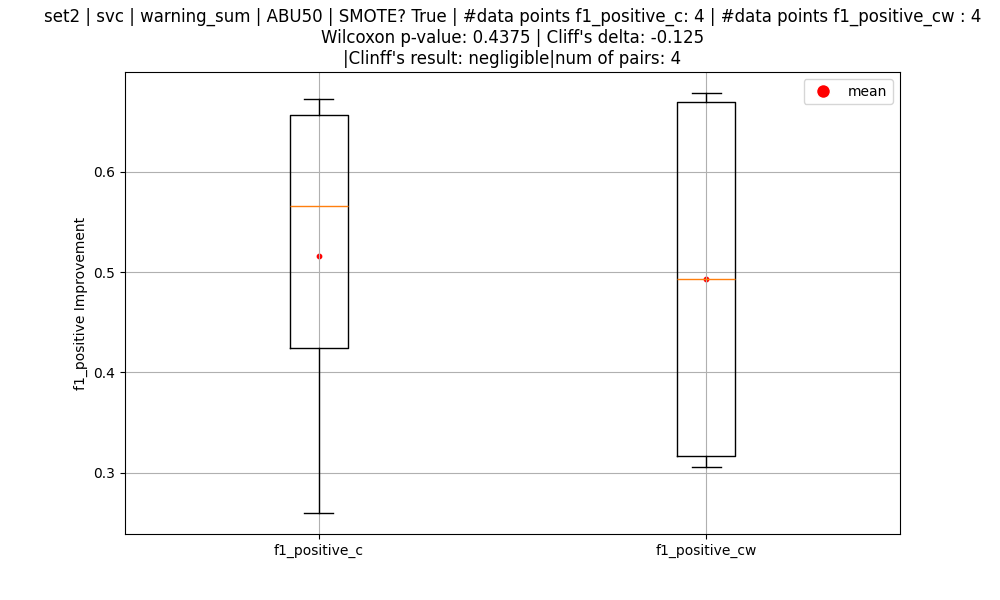 set2 | svc | warning_sum | ABU50 | SMOTE? True | #data points f1_positive_c: 4 | #data points f1_positive_cw : 4
Wilcoxon p-value: 0.4375 | Cliff's delta: -0.125
|Clinff's result: negligible|num of pairs: 4
mean
f1_positive Improvement
0.6
0.5
0.4
0.3
f1_positive_c
f1_positive_cw